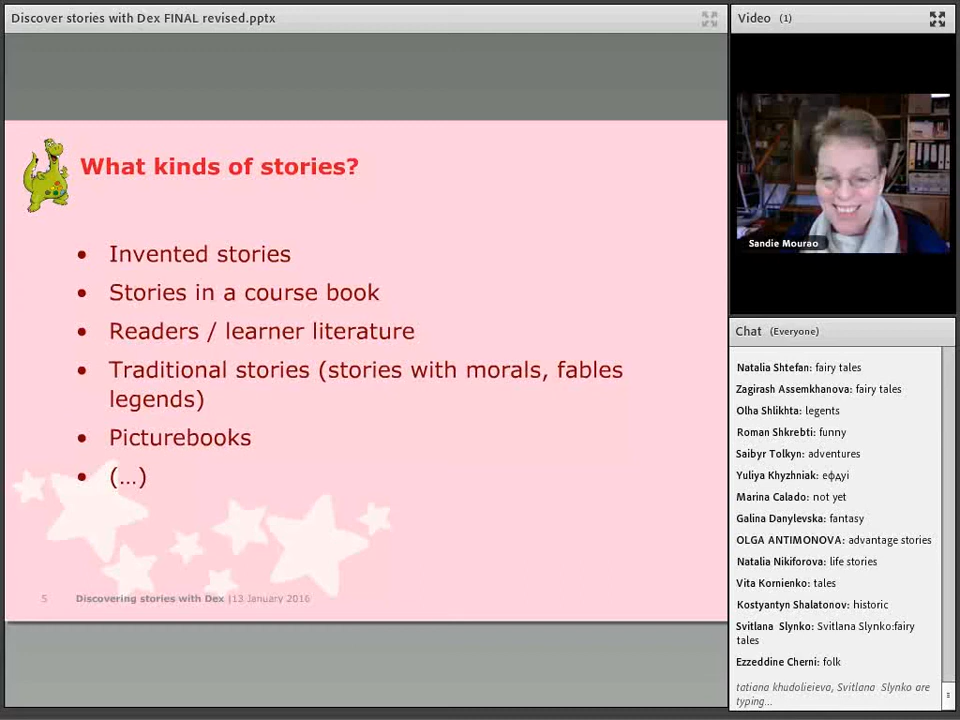 Discover stories with Dex FINAL revised.pptx
What kinds of stories?
• Invented stories
• Stories in a course book
• Readers / learner literature
• Traditional stories (stories with morals, fables
legends)
• Picturebooks
• (...)
5 Discovering stories with Dex |13 January 2016
Video (1)
Sandie Mourao
Chat (Everyone)
Natalia Shtefan: fairy tales
Zagirash Assemkhanova: fairy tales
Olha Shlikhta: legents
Roman Shkrebti: funny
Saibyr Tolkyn: adventures
Yuliya Khyzhniak: ефдуі
Marina Calado: not yet
Galina Danylevska: fantasy
OLGA ANTIMONOVA: advantage stories
Natalia Nikiforova: life stories
Vita Kornienko: tales
Kostyantyn Shalatonov: historic
Svitlana Slynko: Svitlana Slynko:fairy
tales
Ezzeddine Cherni: folk
tatiana khudolieieva, Svitlana Slynko are
typing...